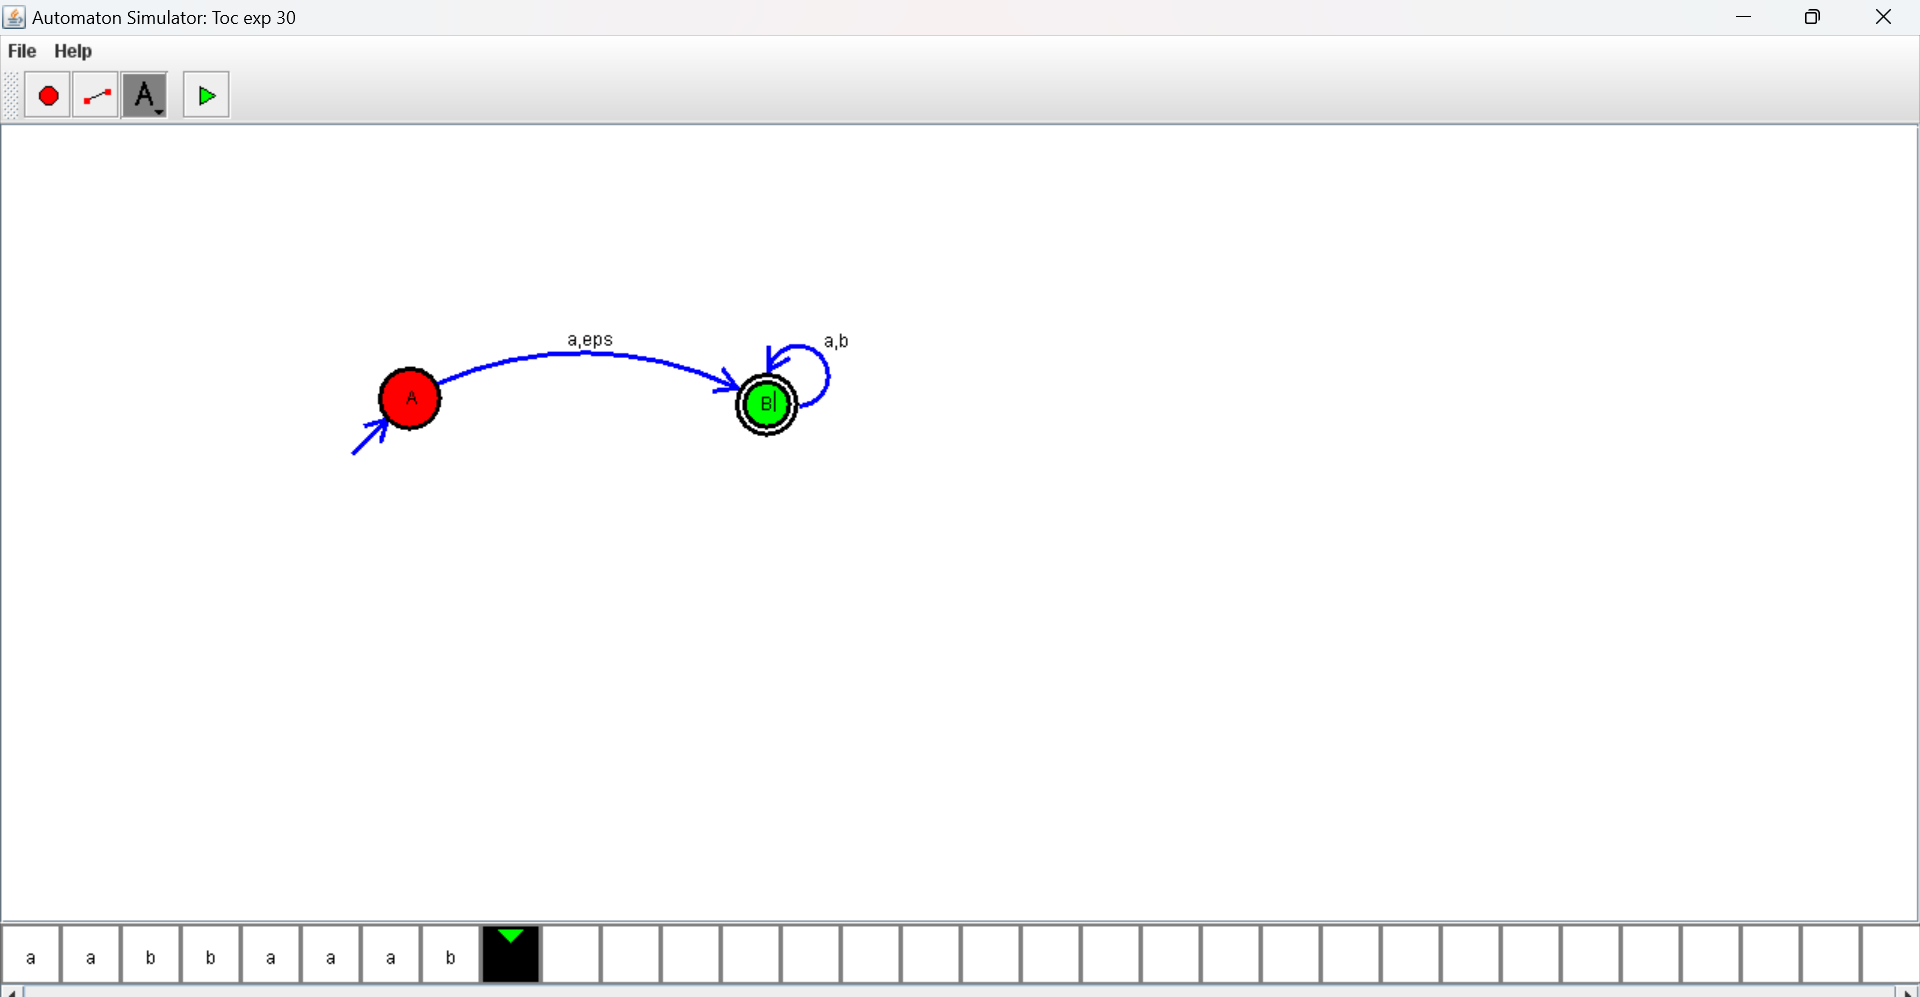 Automaton Simulator: Toc exp 30
File Help
A
a,eps
a,b
A
B
a a b b a a a b